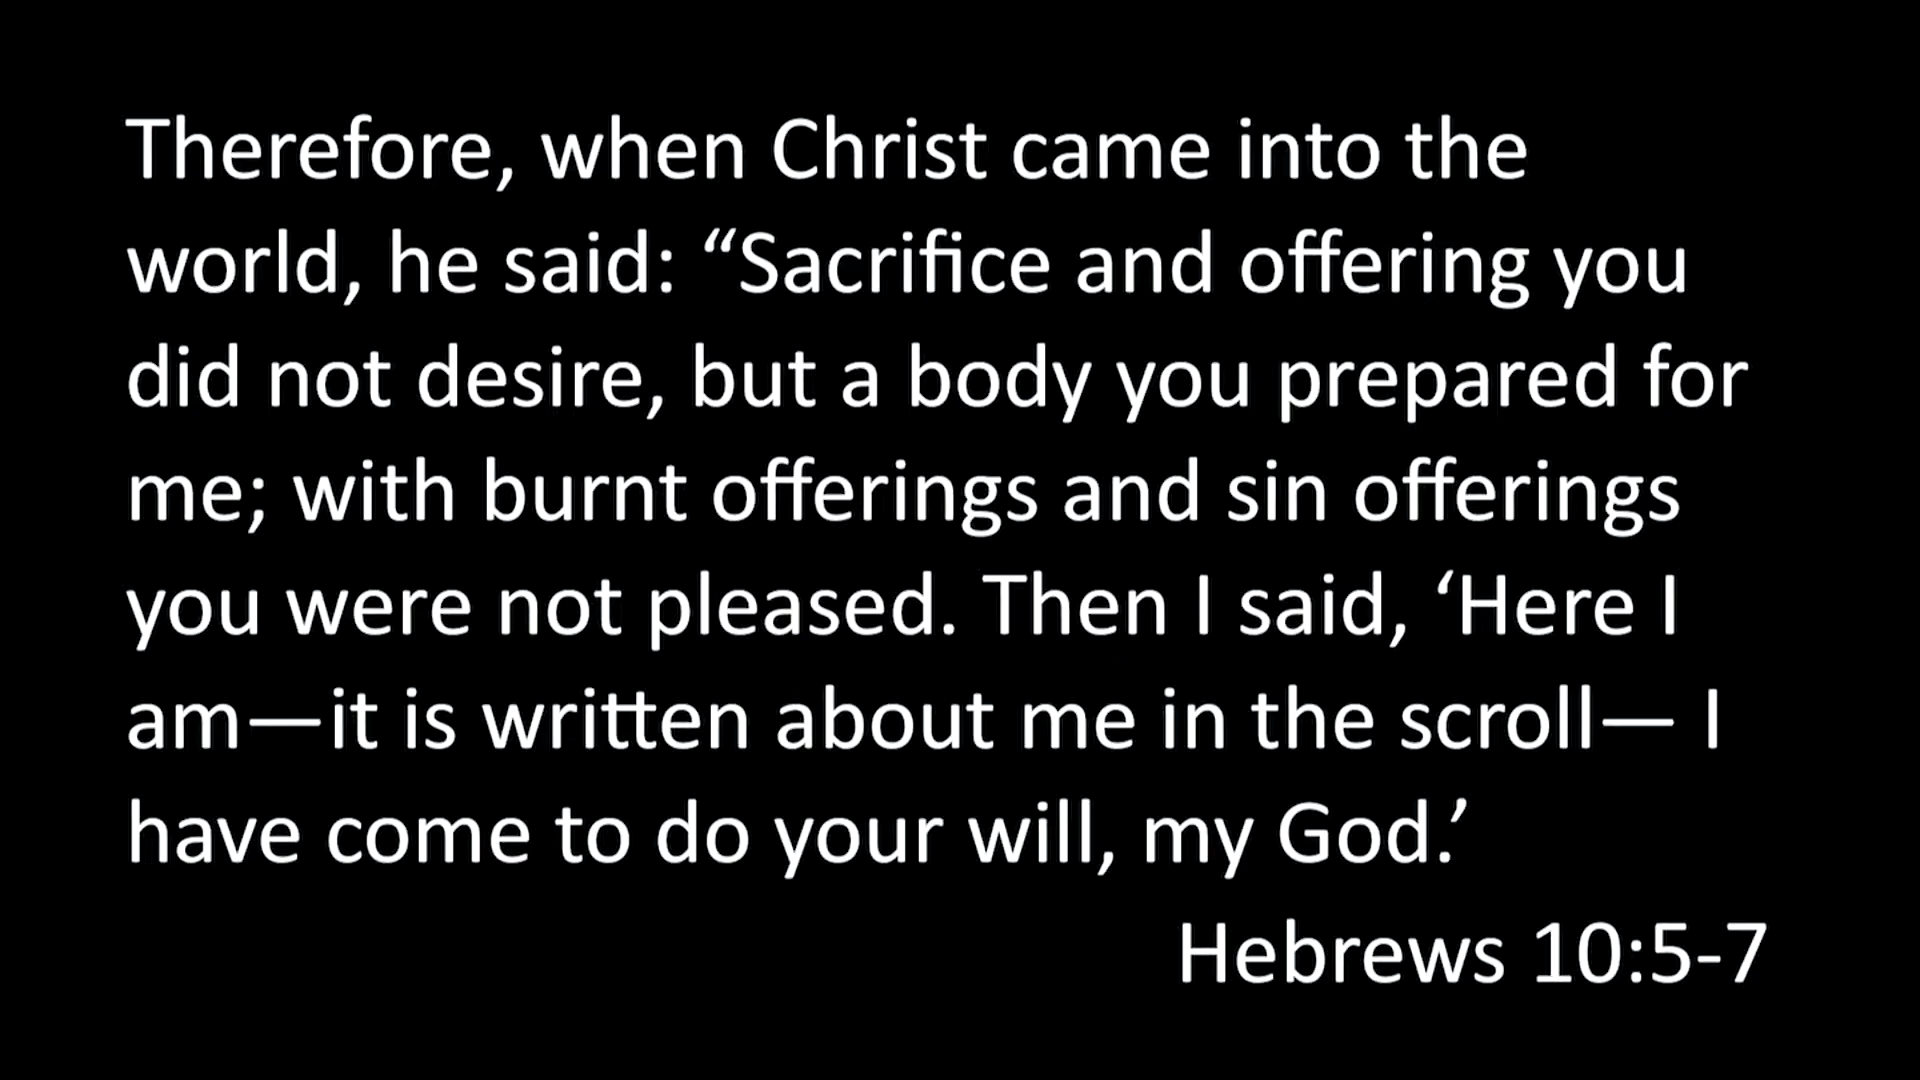 Therefore, when Christ came into the
world, he said: “Sacrifice and offering you
did not desire, but a body you prepared for
me; with burnt offerings and sin offerings
you were not pleased. Then I said, ‘Here I
am—it is written about me in the scroll— I
have come to do your will, my God.’
Hebrews 10:5-7